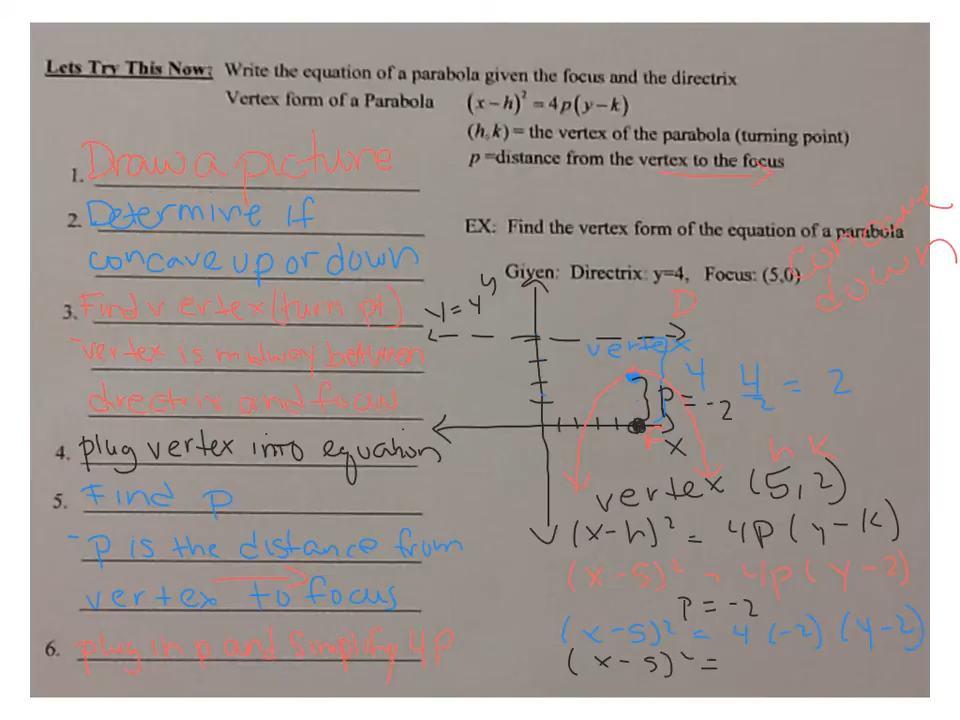 Lets Try This Now: Write the equation of a parabola given the focus and the directrix
Vertex form of a Parabola (x-h)² = 4p(y-k)
(h, k) = the vertex of the parabola (turning point)
p =distance from the vertex to the focus
1. Draw a picture
2. Determine if
concave up or down
3. Find vertex (turn pt)
-vertex is midway between
directrix and focus
4. plug vertex into equation
5. Find p
-p is the distance from
vertex to focus
6. plug in p and simplify 4P
EX: Find the vertex form of the equation of a parabola
Given: Directrix: y=4, Focus: (5,0)
concave
down
y = 4
y
D
vertex
4
4/2 = 2
p = -2
F
x
h k
vertex (5, 2)
(x-h)² = 4p (y-k)
(x-5)² = 4p (y-2)
P = -2
(x-5)² = 4 (-2) (y-2)
(x-5)² =